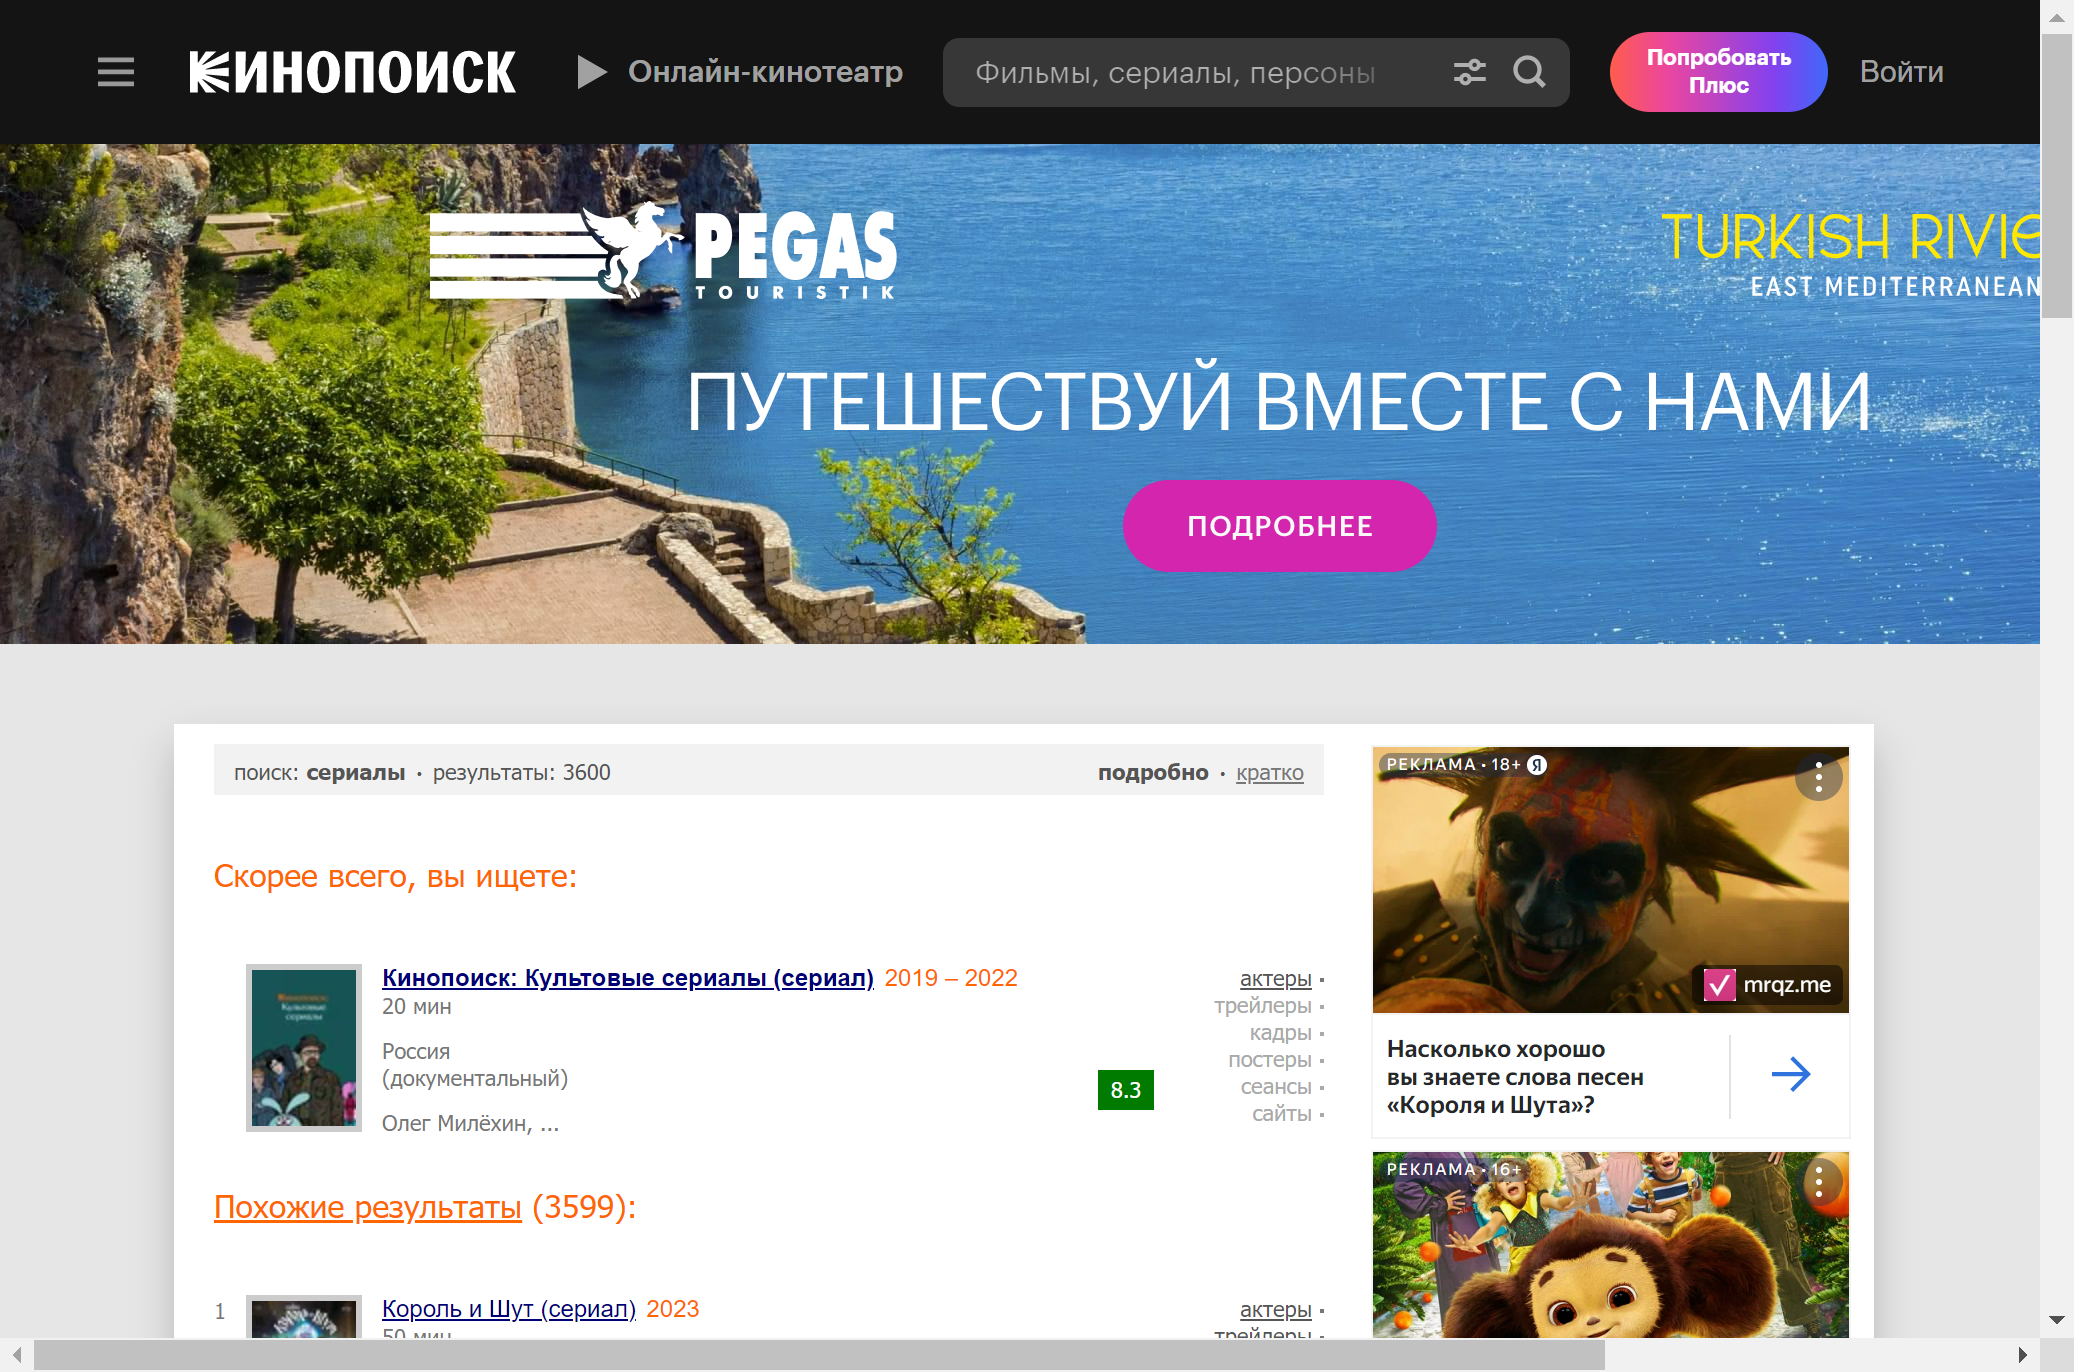 КИНОПОИСК
Онлайн-кинотеатр
Фильмы, сериалы, персоны
Попробовать
Плюс
Войти
PEGAS
TOURISTIK
TURKISH RIVIE
EAST MEDITERRANEAN
ПУТЕШЕСТВУЙ ВМЕСТЕ С НАМИ
ПОДРОБНЕЕ
поиск: сериалы • результаты: 3600
подробно • кратко
Скорее всего, вы ищете:
Кинопоиск: Культовые сериалы (сериал) 2019 – 2022
20 мин
Россия
(документальный)
Олег Милёхин, ...
8.3
актеры
трейлеры
кадры
постеры
сеансы
сайты
Похожие результаты (3599):
1
Король и Шут (сериал) 2023
50 мин
актеры
трейлеры
РЕКЛАМА • 18+ Я
mrqz.me
Насколько хорошо
вы знаете слова песен
«Короля и Шута»?
РЕКЛАМА • 16+